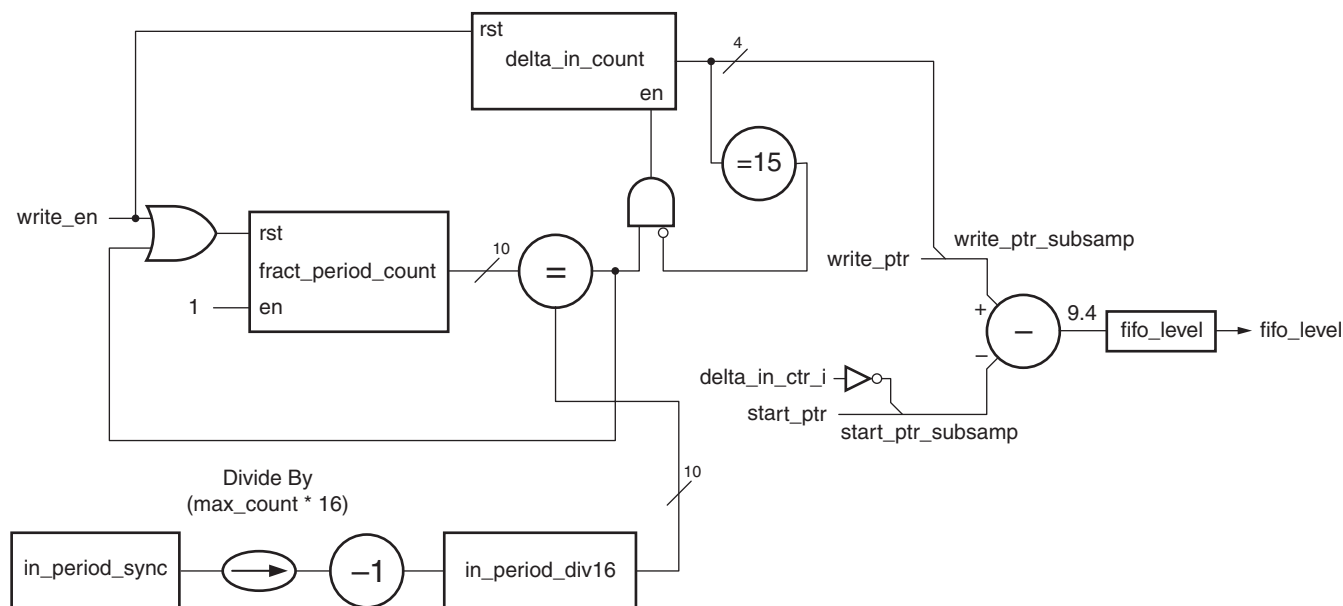 rst
delta_in_count
en
4
=15
write_en
rst
fract_period_count
1
en
10
=
write_ptr
write_ptr_subsamp
+
–
–
9.4
fifo_level
fifo_level
delta_in_ctr_i
start_ptr
start_ptr_subsamp
10
Divide By
(max_count * 16)
in_period_sync
–1
in_period_div16